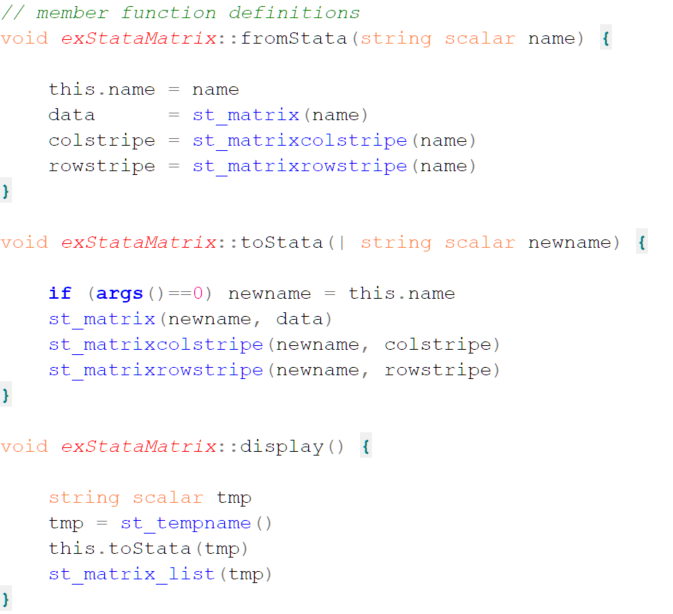 // member function definitions
void exStataMatrix::fromStata(string scalar name) {
this.name = name
data = st_matrix(name)
colstripe = st_matrixcolstripe(name)
rowstripe = st_matrixrowstripe(name)
}
void exStataMatrix::toStata(| string scalar newname) {
if (args()==0) newname = this.name
st_matrix(newname, data)
st_matrixcolstripe(newname, colstripe)
st_matrixrowstripe(newname, rowstripe)
}
void exStataMatrix::display() {
string scalar tmp
tmp = st_tempname()
this.toStata(tmp)
st_matrix_list(tmp)
}